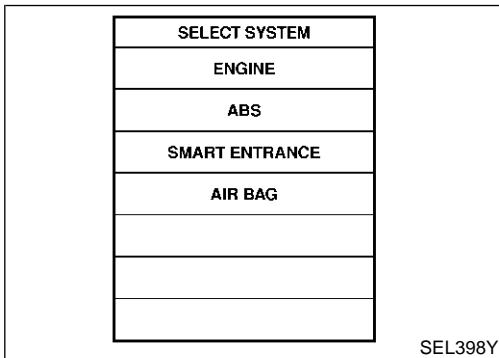 SELECT SYSTEM
ENGINE
ABS
SMART ENTRANCE
AIR BAG
SEL398Y